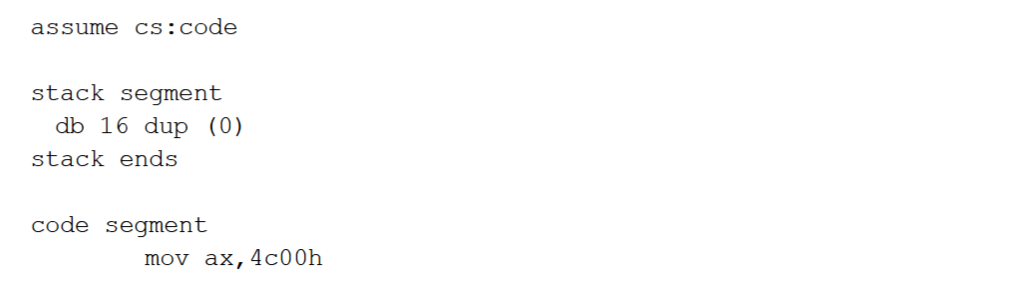 assume cs:code
stack segment
db 16 dup (0)
stack ends
code segment
mov ax,4c00h